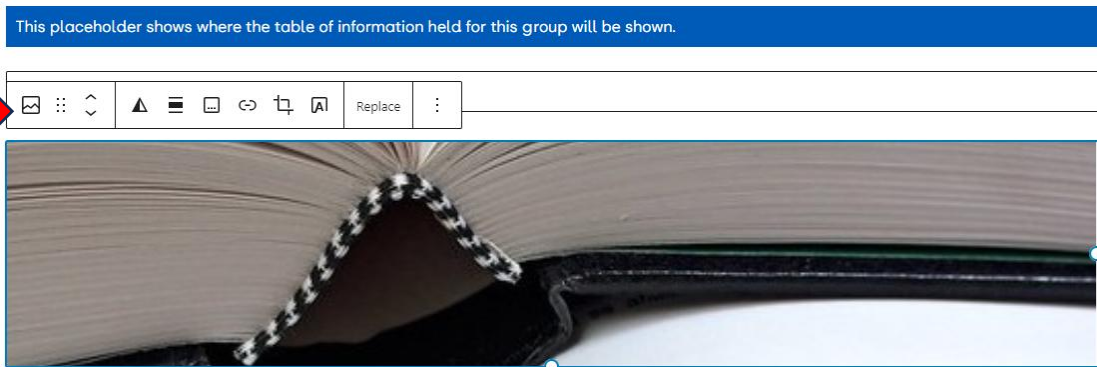 This placeholder shows where the table of information held for this group will be shown.
A
Replace